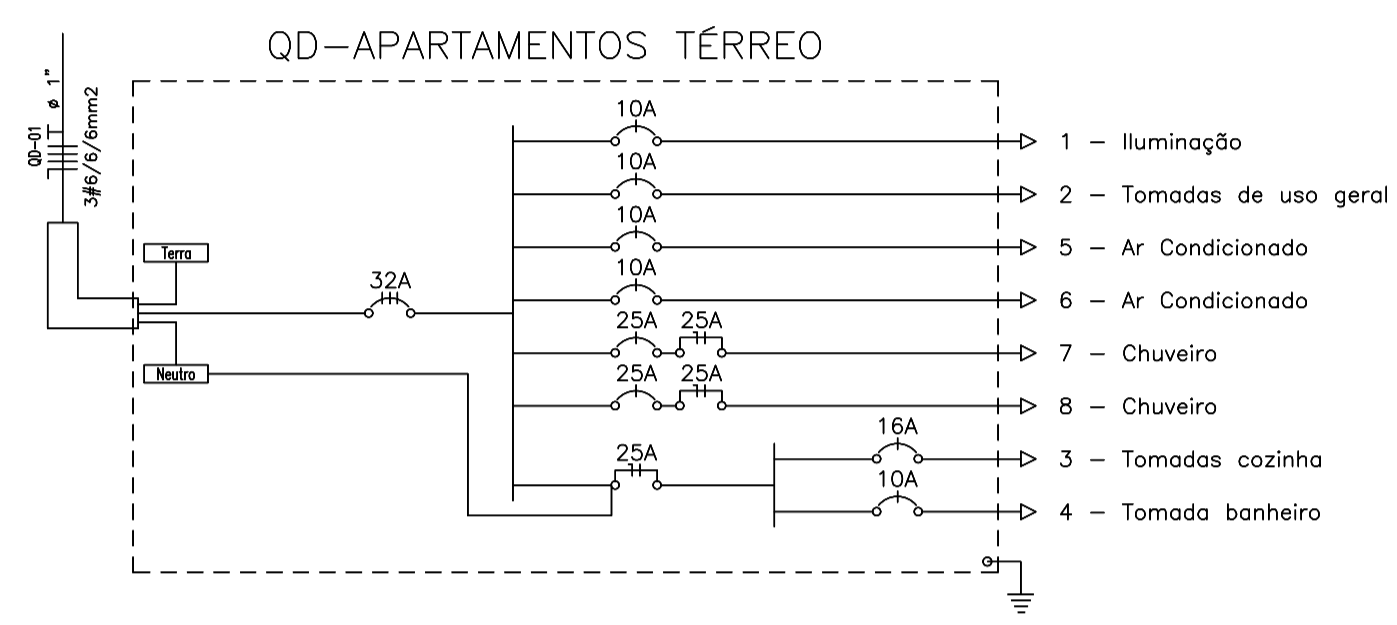 QD-APARTAMENTOS TÉRREO
QD-01
ø 1"
3#6/6/6mm2
Terra
Neutro
32A
10A
1 - Iluminação
10A
2 - Tomadas de uso geral
10A
5 - Ar Condicionado
10A
6 - Ar Condicionado
25A 25A
7 - Chuveiro
25A 25A
8 - Chuveiro
25A
16A
3 - Tomadas cozinha
10A
4 - Tomada banheiro